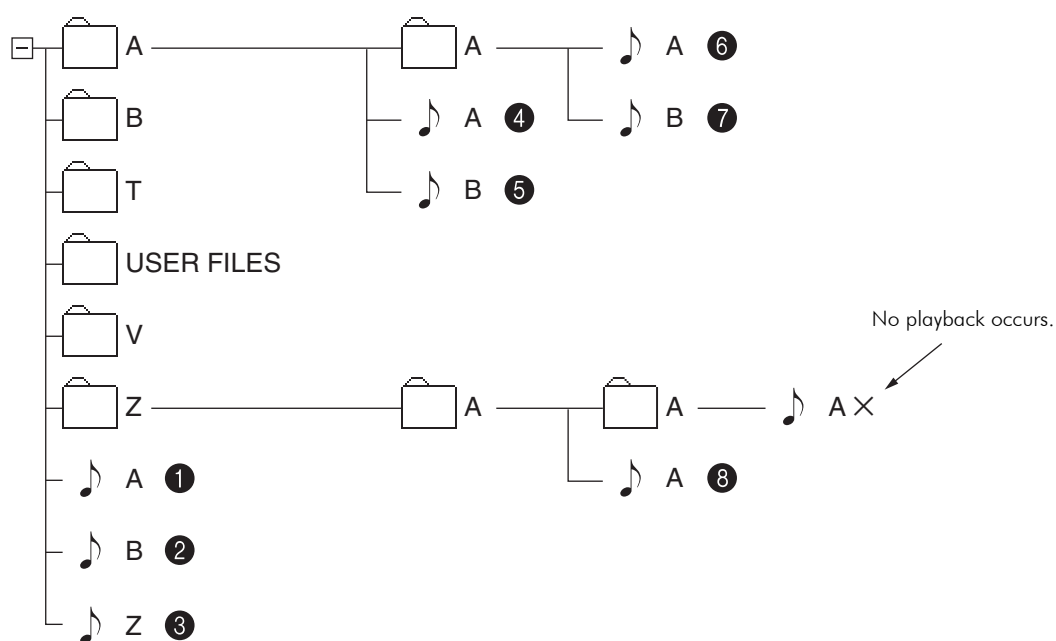 A A A 6
B A 4 B 7
T B 5
USER FILES
V
No playback occurs.
Z A A A ×
A 1 A 8
B 2
Z 3